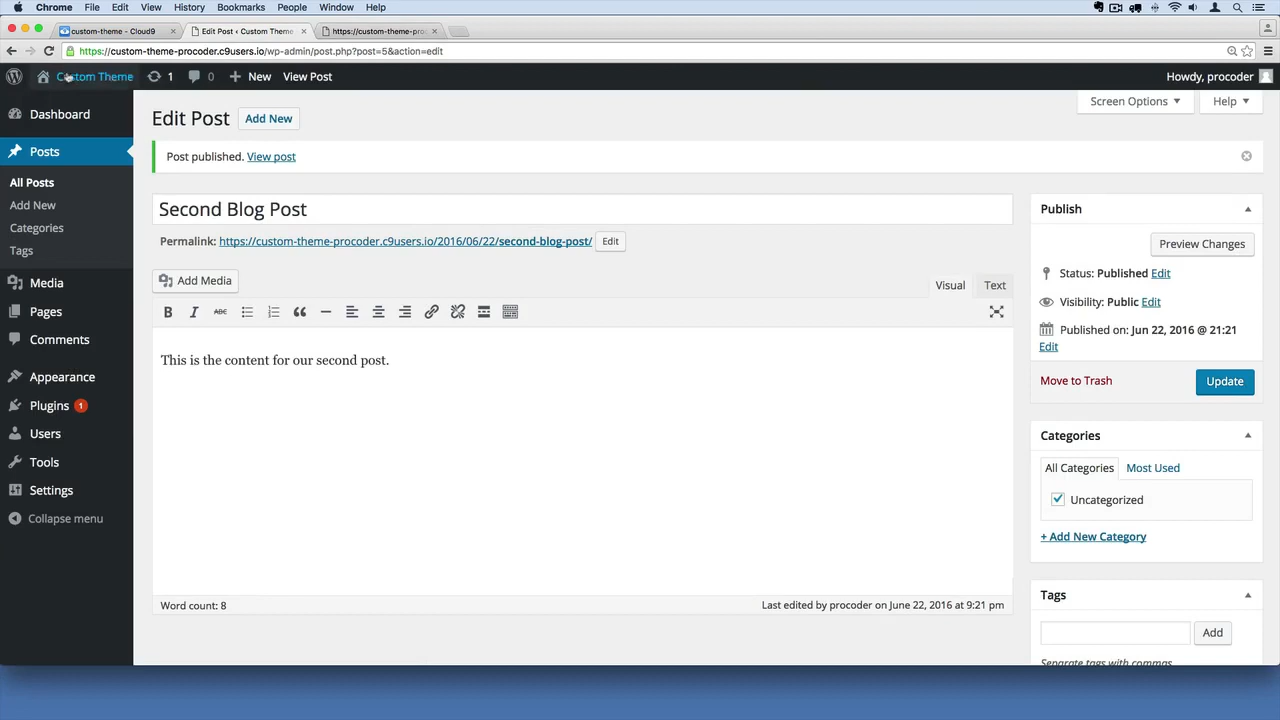 Chrome File Edit View History Bookmarks People Window Help
custom-theme - Cloud9 × Edit Post ‹ Custom Theme × https://custom-theme-pro ×
https://custom-theme-procoder.c9users.io/wp-admin/post.php?post=5&action=edit
Custom Theme 1 0 + New View Post Howdy, procoder
Dashboard
Posts
All Posts
Add New
Categories
Tags
Media
Pages
Comments
Appearance
Plugins 1
Users
Tools
Settings
Collapse menu
Edit Post Add New
Screen Options Help
Post published. View post
Second Blog Post
Permalink: https://custom-theme-procoder.c9users.io/2016/06/22/second-blog-post/ Edit
Add Media
Visual Text
B I ABC
This is the content for our second post.
Word count: 8
Last edited by procoder on June 22, 2016 at 9:21 pm
Publish
Preview Changes
Status: Published Edit
Visibility: Public Edit
Published on: Jun 22, 2016 @ 21:21
Edit
Move to Trash Update
Categories
All Categories Most Used
Uncategorized
+ Add New Category
Tags
Add
Separate tags with commas